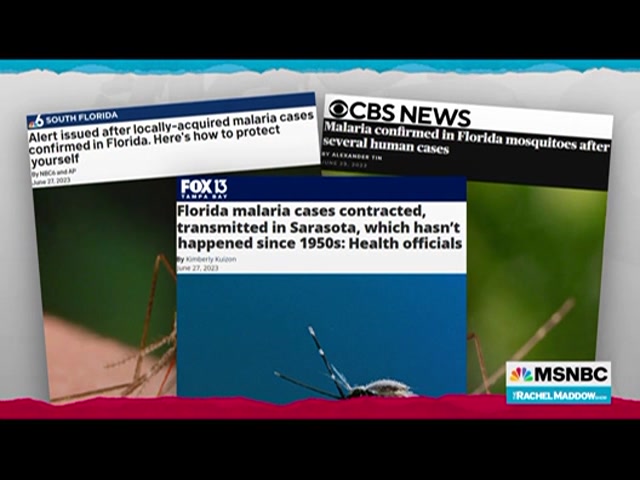 6 SOUTH FLORIDA
Alert issued after locally-acquired malaria cases
confirmed in Florida. Here's how to protect
yourself
By NBC6 and AP
June 27, 2023
CBS NEWS
Malaria confirmed in Florida mosquitoes after
several human cases
BY ALEXANDER TIN
FOX 13
TAMPA BAY
Florida malaria cases contracted,
transmitted in Sarasota, which hasn't
happened since 1950s: Health officials
By Kimberly Kuizon
June 27, 2023
MSNBC
THE RACHEL MADDOW